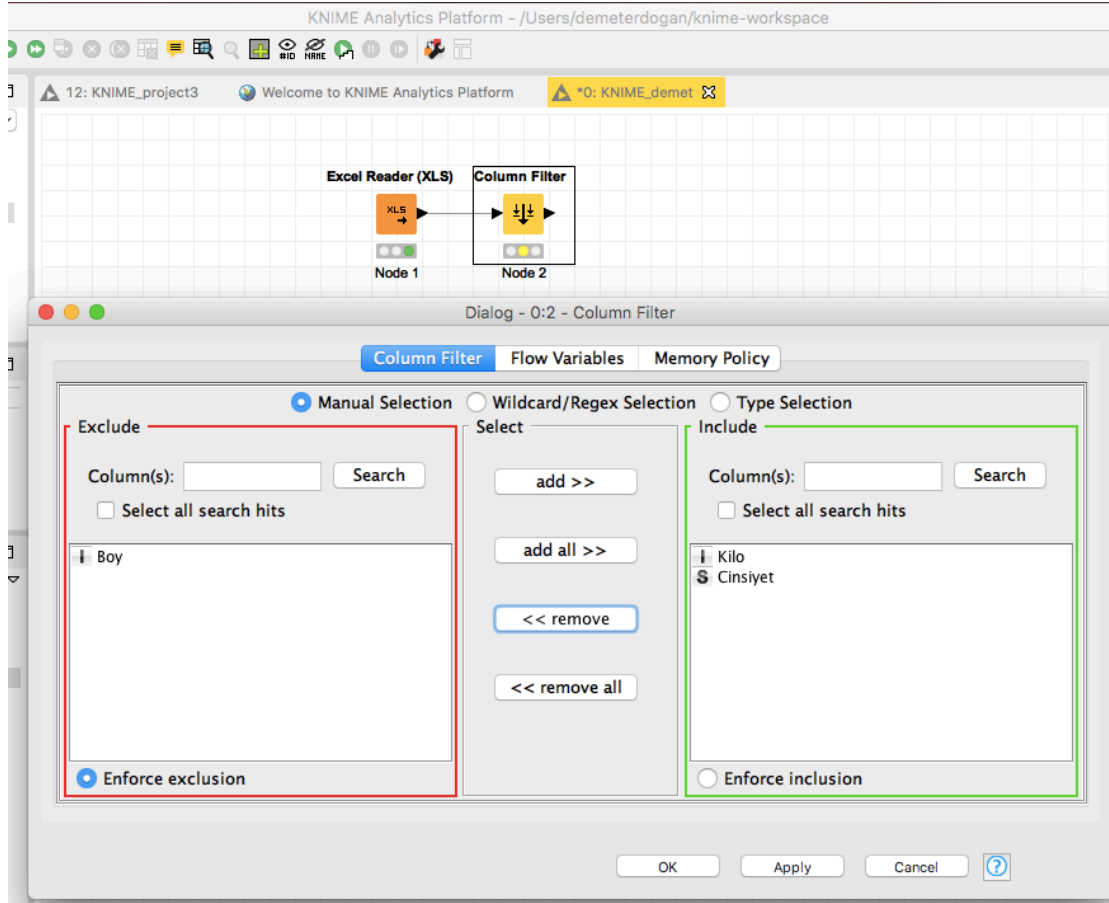 KNIME Analytics Platform - /Users/demeterdogan/knime-workspace
#ID NAME
12: KNIME_project3 Welcome to KNIME Analytics Platform *0: KNIME_demet
Excel Reader (XLS) Column Filter
XLS
Node 1 Node 2
Dialog - 0:2 - Column Filter
Column Filter Flow Variables Memory Policy
Manual Selection Wildcard/Regex Selection Type Selection
Exclude Select Include
Column(s): Search add >> Column(s): Search
Select all search hits Select all search hits
add all >>
I Boy I Kilo
S Cinsiyet
<< remove
<< remove all
Enforce exclusion Enforce inclusion
OK Apply Cancel ?